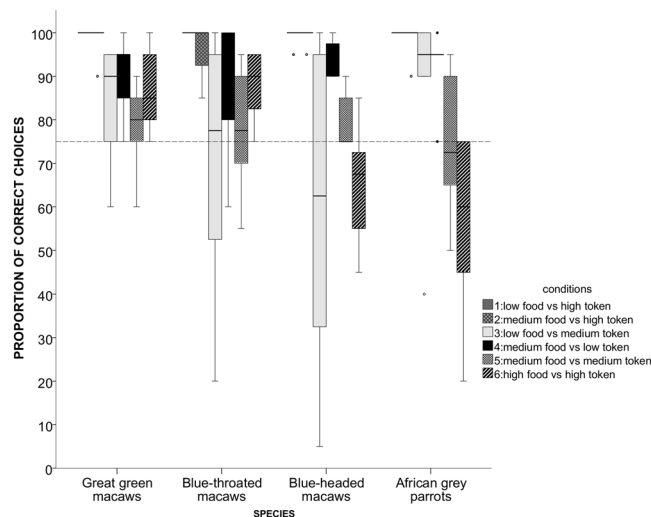 PROPORTION OF CORRECT CHOICES
100
90
80
70
60
50
40
30
20
10
0
Great green
macaws
Blue-throated
macaws
Blue-headed
macaws
African grey
parrots
SPECIES
conditions
1:low food vs high token
2:medium food vs high token
3:low food vs medium token
4:medium food vs low token
5:medium food vs medium token
6:high food vs high token